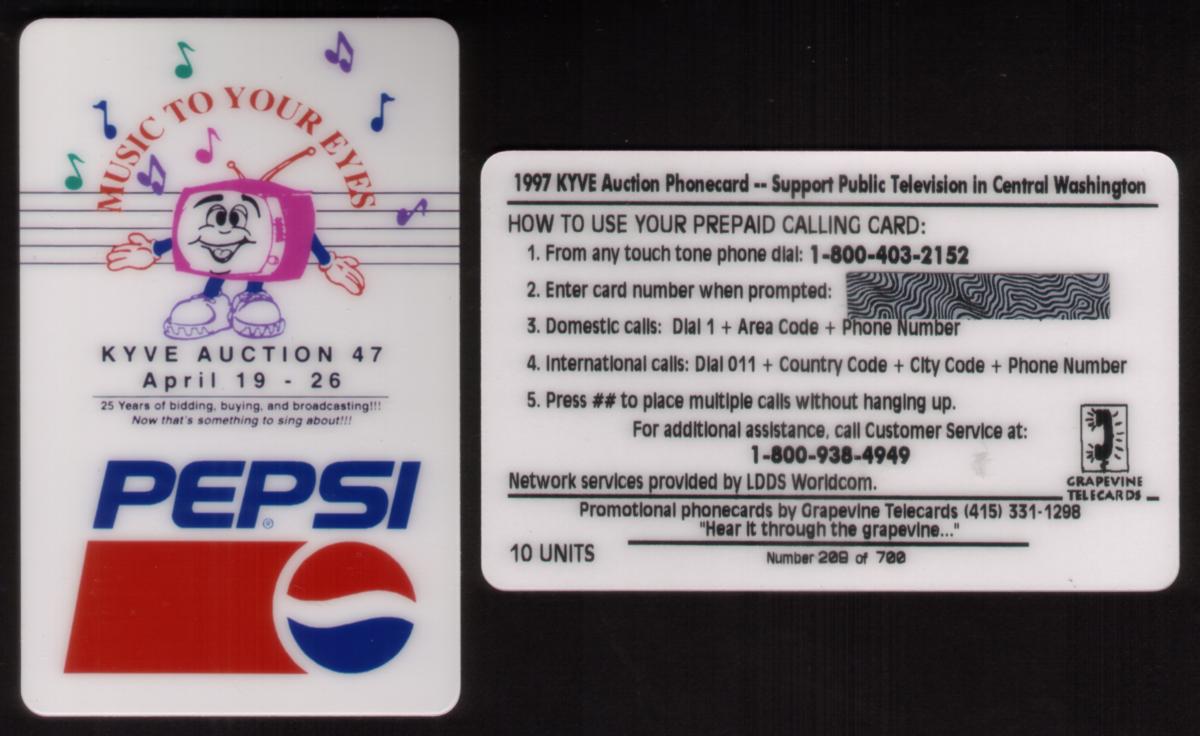 MUSIC TO YOUR EYES
KYVE AUCTION 47
April 19 - 26
25 Years of bidding, buying, and broadcasting!!!
Now that's something to sing about!!!
PEPSI
®
1997 KYVE Auction Phonecard -- Support Public Television in Central Washington
HOW TO USE YOUR PREPAID CALLING CARD:
1. From any touch tone phone dial: 1-800-403-2152
2. Enter card number when prompted:
3. Domestic calls: Dial 1 + Area Code + Phone Number
4. International calls: Dial 011 + Country Code + City Code + Phone Number
5. Press ## to place multiple calls without hanging up.
For additional assistance, call Customer Service at:
1-800-938-4949
Network services provided by LDDS Worldcom.
GRAPEVINE
TELECARDS
Promotional phonecards by Grapevine Telecards (415) 331-1298
"Hear it through the grapevine..."
10 UNITS
Number 208 of 700